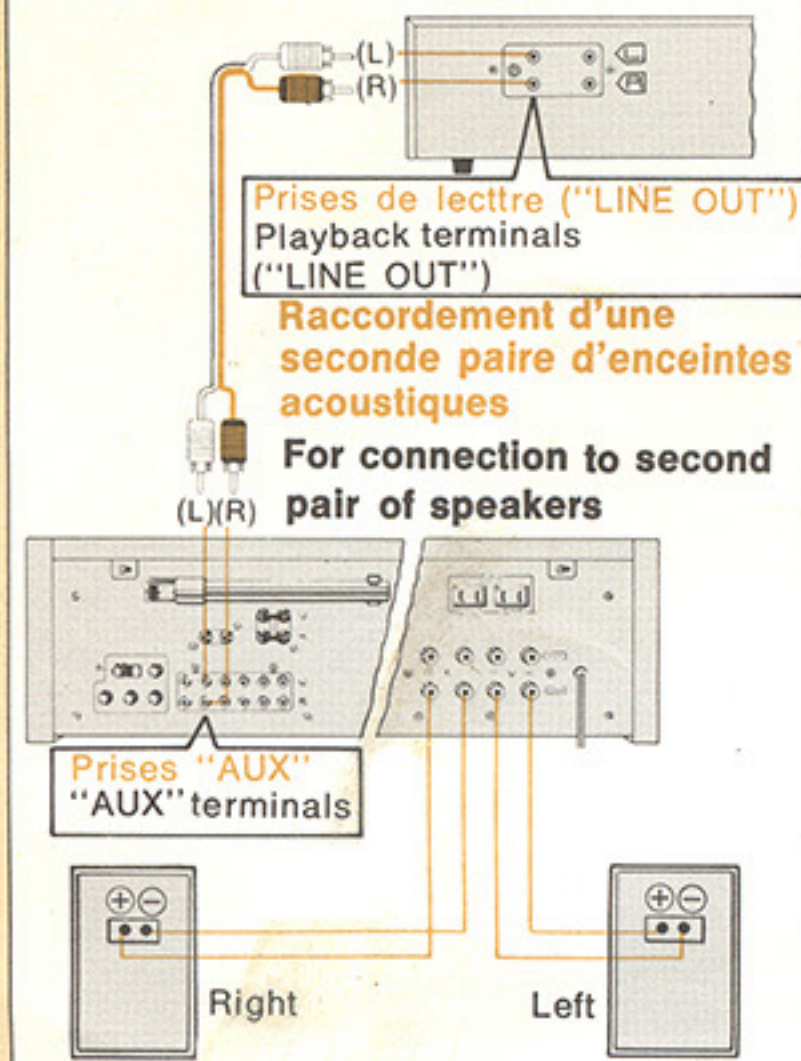 (L)
(R)
Prises de lecttre (“LINE OUT”)
Playback terminals
(“LINE OUT”)
Raccordement d'une
seconde paire d'enceintes
acoustiques
For connection to second
pair of speakers
(L)(R)
Prises “AUX”
“AUX” terminals
+ −
Right
+ −
Left